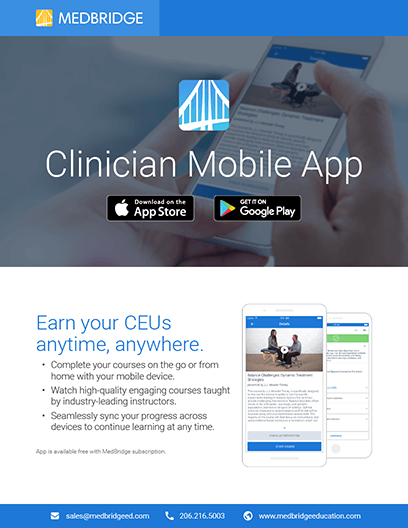 MEDBRIDGE
Clinician Mobile App
Download on the
App Store
GET IT ON
Google Play
Earn your CEUs
anytime, anywhere.
• Complete your courses on the go or from
home with your mobile device.
• Watch high-quality engaging courses taught
by industry-leading instructors.
• Seamlessly sync your progress across
devices to continue learning at any time.
App is available free with MedBridge subscription.
Details
Balance Challenges: Dynamic Treatment
Strategies
sales@medbridgeed.com
206.216.5003
www.medbridgeeducation.com